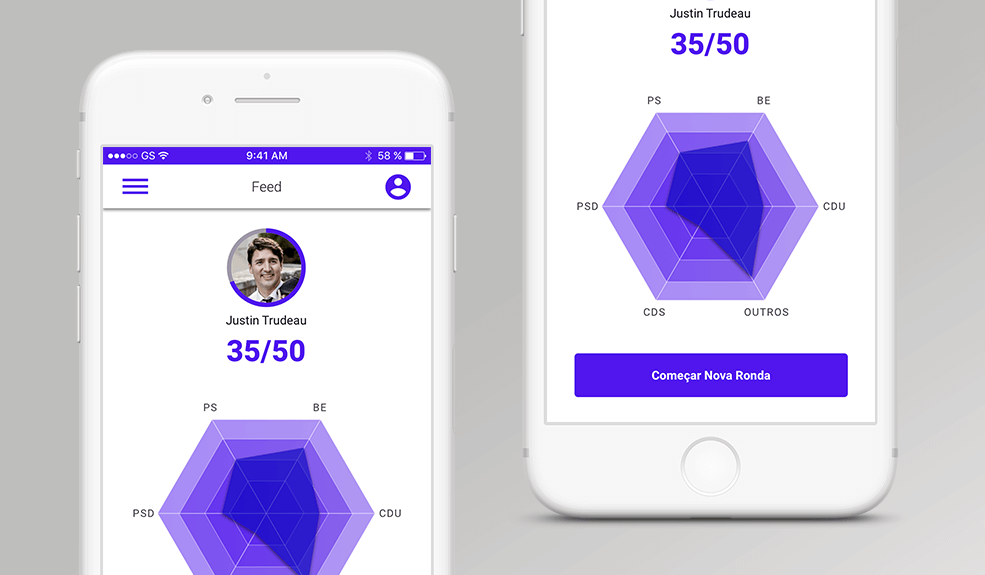 GS 9:41 AM 58 %
Feed
Justin Trudeau
35/50
PS BE
PSD CDU
Justin Trudeau
35/50
PS BE
PSD CDU
CDS OUTROS
Começar Nova Ronda